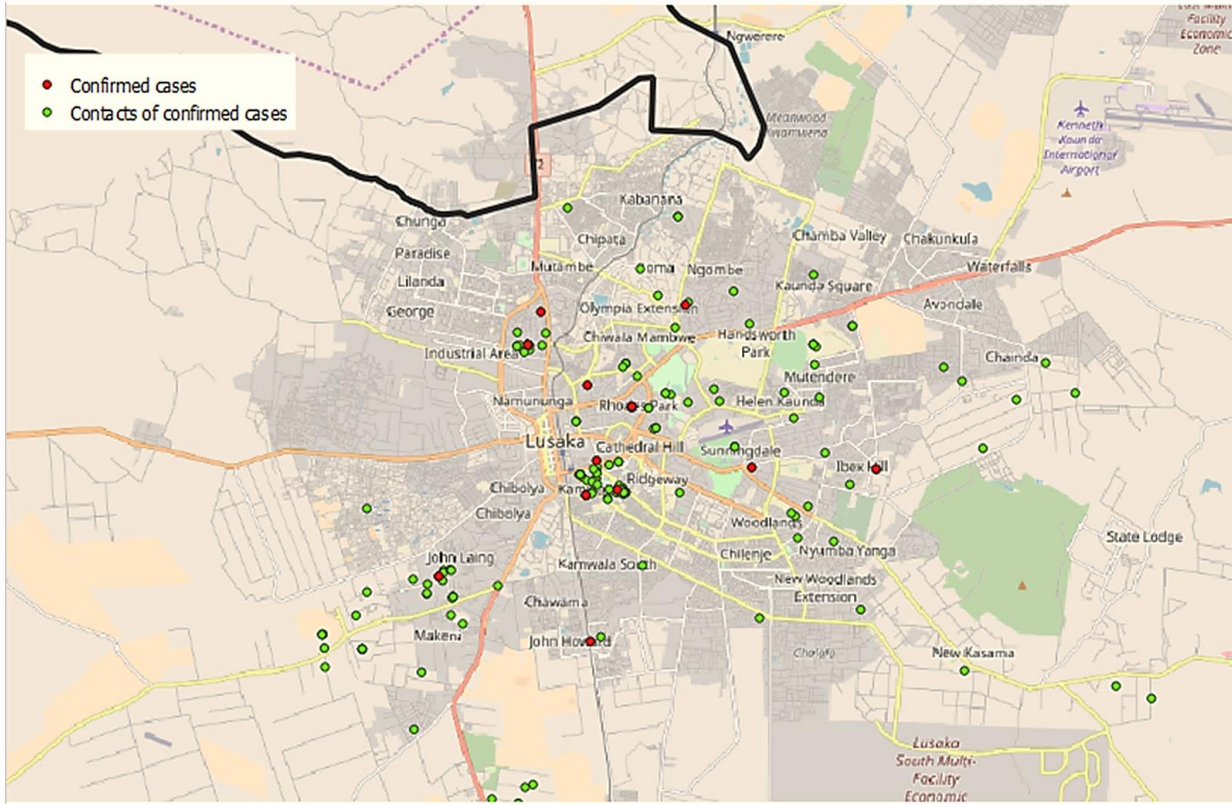 East Multi-
Facility
Economic
Zone
Ngwerere
Confirmed cases
Contacts of confirmed cases
Meanwood
Kwamwena
Kenneth
Kaunda
International
Airport
Kabanana
Chunga
Chipata
Chamba Valley
Chakunkula
Paradise
Mutambe
Ngombe
Waterfalls
Lilanda
Kaunda Square
George
Olympia Extension
Avondale
Chiwala Mambwe
Handsworth
Park
Industrial Area
Chainda
Mutendere
Namununga
Rhodes Park
Helen Kaunda
Lusaka
Cathedral Hill
Sunningdale
Ibex Hill
Ridgeway
Chibolya
Chibolya
Woodlands
State Lodge
John Laing
Kamwala South
Chilenje
Nyumba Yanga
New Woodlands
Extension
Chawama
Makeni
John Howard
New Kasama
Lusaka
South Multi-
Facility
Economic